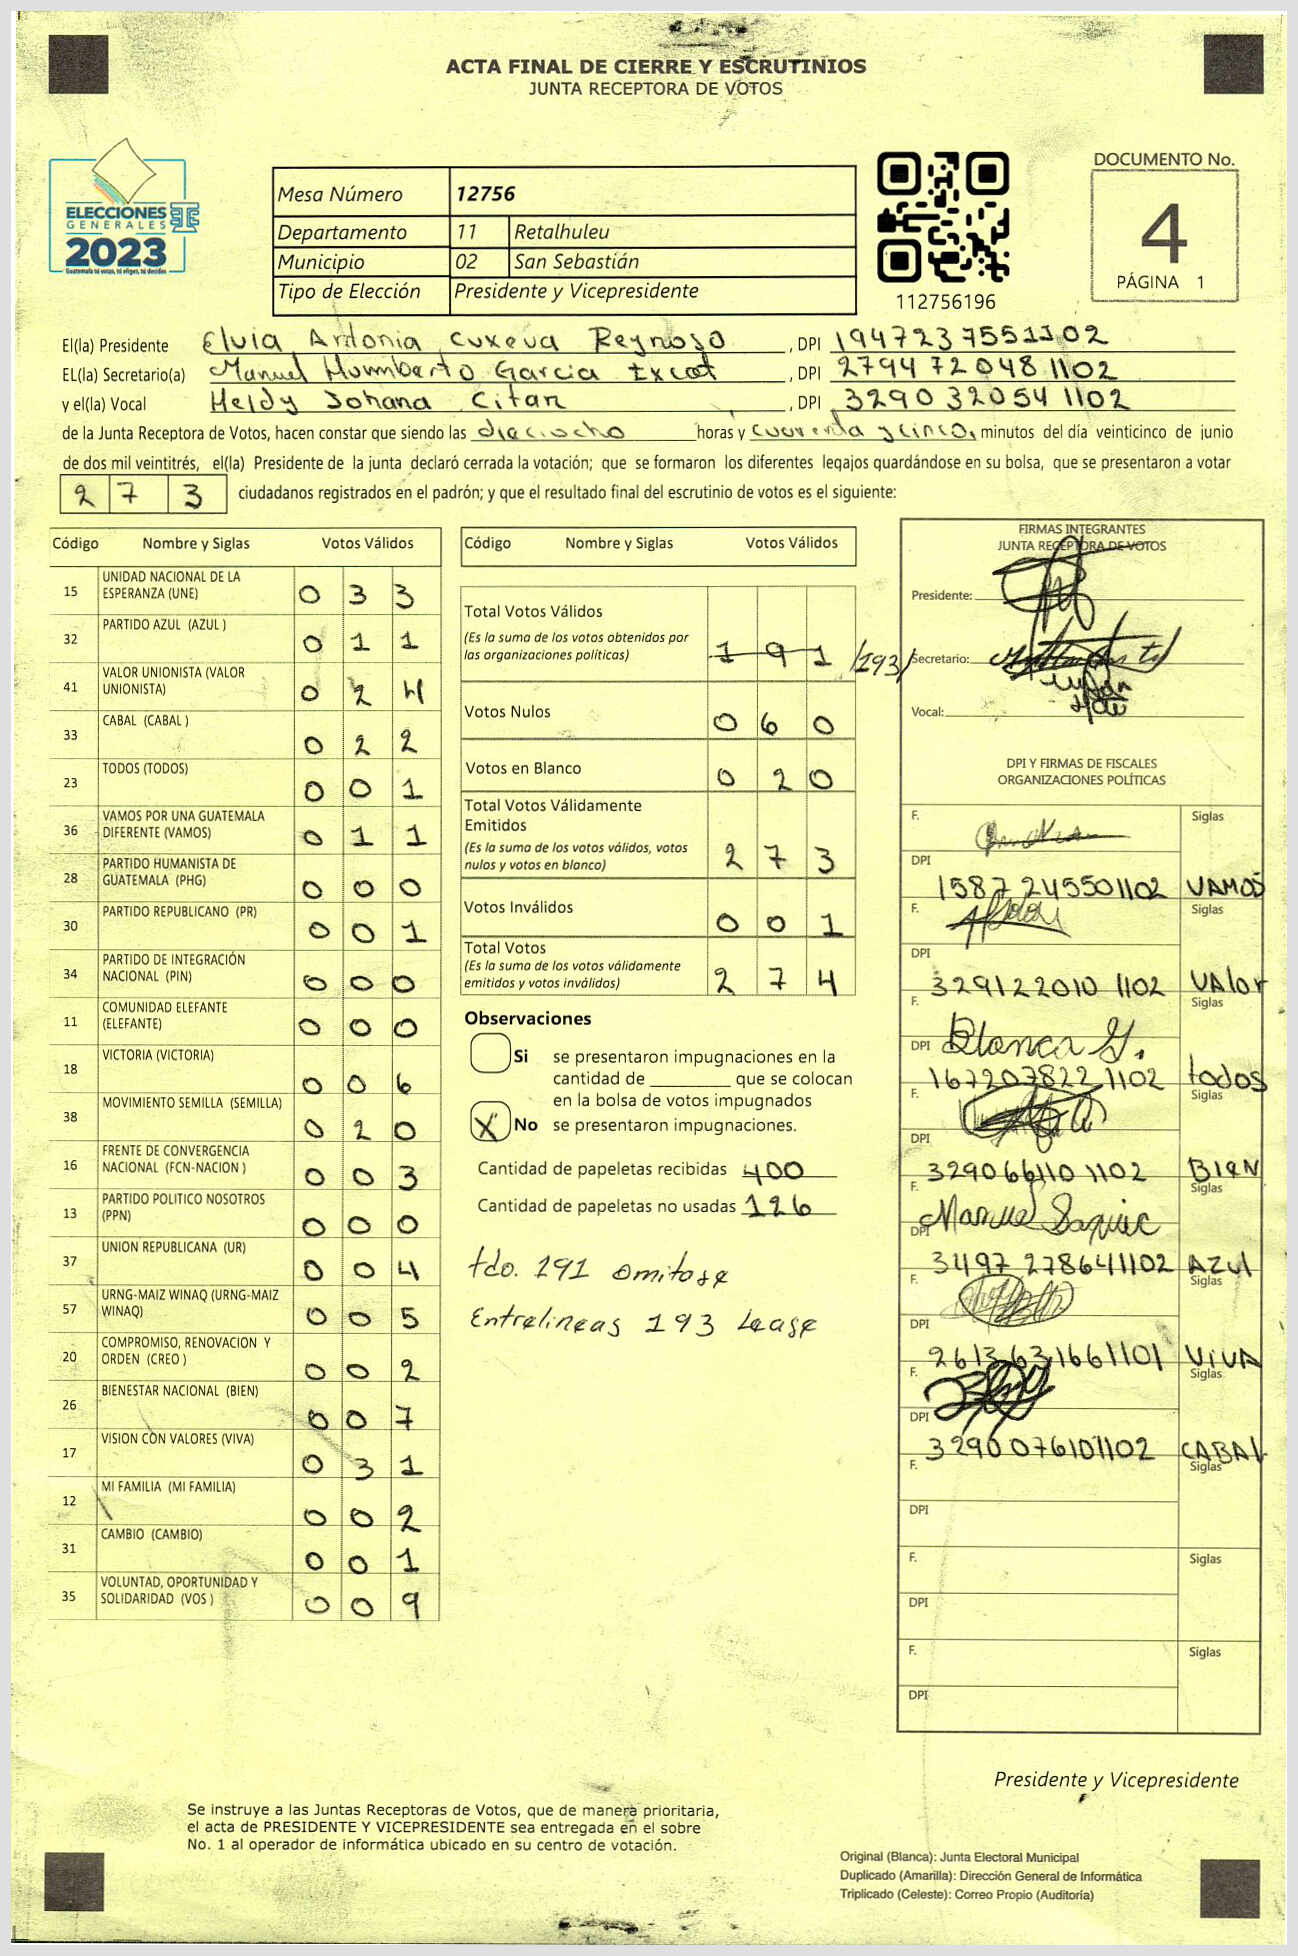 ACTA FINAL DE CIERRE Y ESCRUTINIOS
JUNTA RECEPTORA DE VOTOS
ELECCIONES
GENERALES
2023
Guatemala tú votas, tú eliges, tú decides
Mesa Número 12756
Departamento 11 Retalhuleu
Municipio 02 San Sebastián
Tipo de Elección Presidente y Vicepresidente
112756196
DOCUMENTO No.
4
PÁGINA 1
El(la) Presidente Elvia Antonia Cuxeva Reynoso, DPI 1947237551102
EL(la) Secretario(a) Manuel Humberto Garcia Excot, DPI 2794720481102
y el(la) Vocal Heidy Johana Citan, DPI 3290320541102
de la Junta Receptora de Votos, hacen constar que siendo las dieciocho horas y cuarenta y cinco, minutos del día veinticinco de junio
de dos mil veintitrés, el(la) Presidente de la junta declaró cerrada la votación; que se formaron los diferentes legajos guardándose en su bolsa, que se presentaron a votar
2 7 3 ciudadanos registrados en el padrón; y que el resultado final del escrutinio de votos es el siguiente:
Código Nombre y Siglas Votos Válidos
15 UNIDAD NACIONAL DE LA
ESPERANZA (UNE) 0 3 3
32 PARTIDO AZUL (AZUL ) 0 1 1
41 VALOR UNIONISTA (VALOR
UNIONISTA) 0 2 4
33 CABAL (CABAL ) 0 2 2
23 TODOS (TODOS) 0 0 1
36 VAMOS POR UNA GUATEMALA
DIFERENTE (VAMOS) 0 1 1
28 PARTIDO HUMANISTA DE
GUATEMALA (PHG) 0 0 0
30 PARTIDO REPUBLICANO (PR) 0 0 1
34 PARTIDO DE INTEGRACIÓN
NACIONAL (PIN) 0 0 0
11 COMUNIDAD ELEFANTE
(ELEFANTE) 0 0 0
18 VICTORIA (VICTORIA) 0 0 6
38 MOVIMIENTO SEMILLA (SEMILLA) 0 2 0
16 FRENTE DE CONVERGENCIA
NACIONAL (FCN-NACION ) 0 0 3
13 PARTIDO POLITICO NOSOTROS
(PPN) 0 0 0
37 UNION REPUBLICANA (UR) 0 0 4
57 URNG-MAIZ WINAQ (URNG-MAIZ
WINAQ) 0 0 5
20 COMPROMISO, RENOVACION Y
ORDEN (CREO ) 0 0 2
26 BIENESTAR NACIONAL (BIEN) 0 0 7
17 VISION CON VALORES (VIVA) 0 3 1
12 MI FAMILIA (MI FAMILIA) 0 0 2
31 CAMBIO (CAMBIO) 0 0 1
35 VOLUNTAD, OPORTUNIDAD Y
SOLIDARIDAD (VOS ) 0 0 9
Código Nombre y Siglas Votos Válidos
Total Votos Válidos
(Es la suma de los votos obtenidos por
las organizaciones politicas) 1 9 1 /193/
Votos Nulos 0 6 0
Votos en Blanco 0 2 0
Total Votos Válidamente
Emitidos
(Es la suma de los votos válidos, votos
nulos y votos en blanco) 2 7 3
Votos Inválidos 0 0 1
Total Votos
(Es la suma de los votos válidamente
emitidos y votos inválidos) 2 7 4
Observaciones
Si se presentaron impugnaciones en la
cantidad de ________ que se colocan
en la bolsa de votos impugnados
X No se presentaron impugnaciones.
Cantidad de papeletas recibidas 400
Cantidad de papeletas no usadas 126
tdo. 191 omitase
Entrelineas 193 Lease
FIRMAS INTEGRANTES
JUNTA RECEPTORA DE VOTOS
Presidente:
Secretario:
Vocal:
DPI Y FIRMAS DE FISCALES
ORGANIZACIONES POLÍTICAS
F. Siglas
DPI 1587 245501102 VAMOS
F. Siglas
DPI 329122010 1102 VAlor
F. Blanca G. Siglas
DPI 167207822 1102 todos
F. Siglas
DPI 329066110 1102 BIEN
F. Manuel Saquic Siglas
DPI 3497 278641102 AZUl
F. Siglas
DPI 2613631661101 ViVA
F. Siglas
DPI 3290076101102 CABAL
F. Siglas
DPI
F. Siglas
DPI
F. Siglas
DPI
Presidente y Vicepresidente
Se instruye a las Juntas Receptoras de Votos, que de manera prioritaria,
el acta de PRESIDENTE Y VICEPRESIDENTE sea entregada en el sobre
No. 1 al operador de informática ubicado en su centro de votación.
Original (Blanca): Junta Electoral Municipal
Duplicado (Amarilla): Dirección General de Informática
Triplicado (Celeste): Correo Propio (Auditoría)